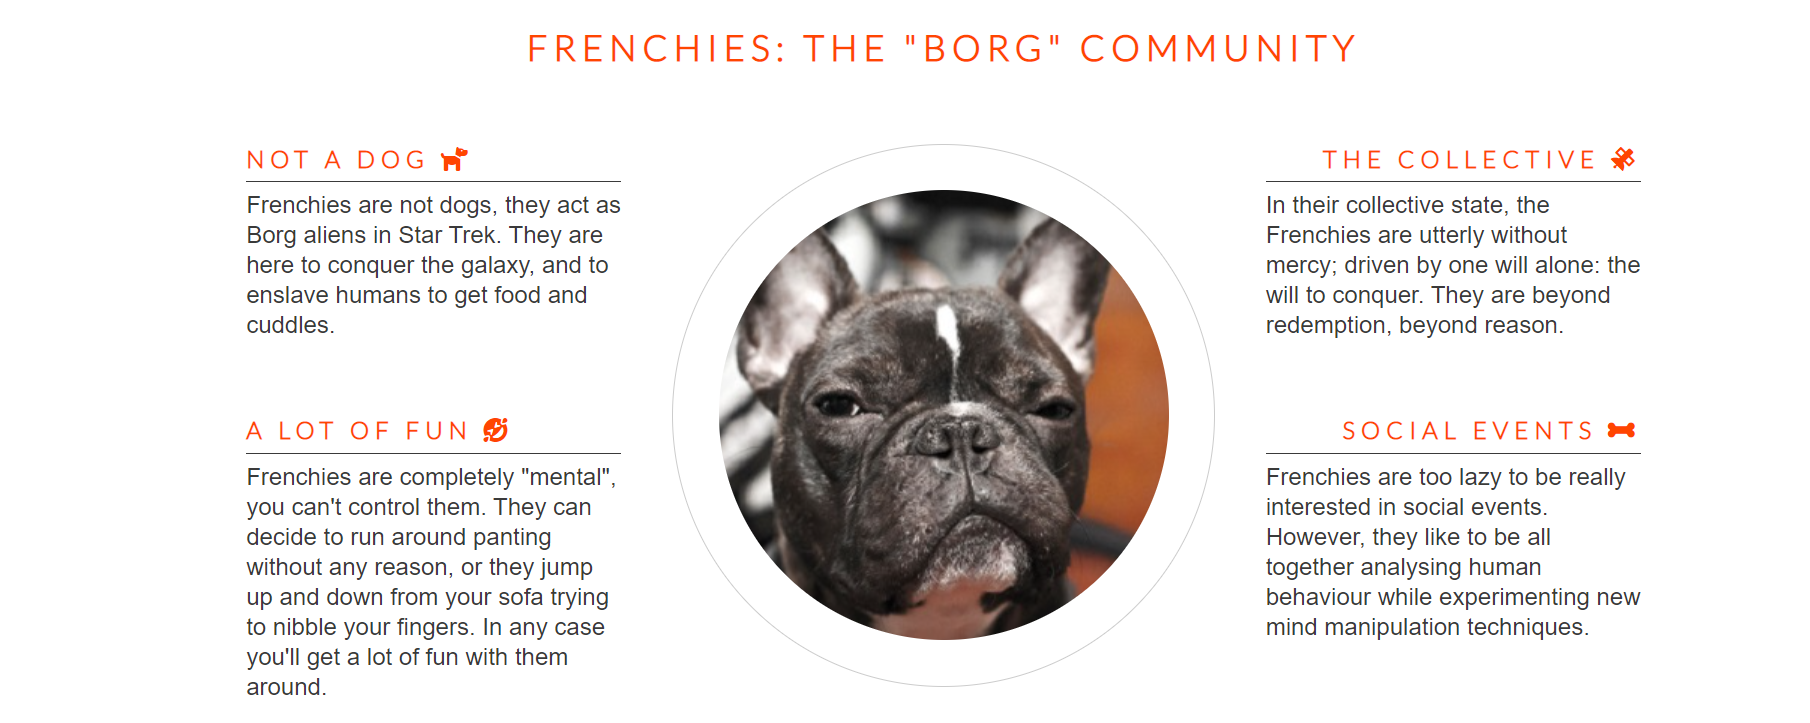 FRENCHIES: THE "BORG" COMMUNITY
NOT A DOG
Frenchies are not dogs, they act as
Borg aliens in Star Trek. They are
here to conquer the galaxy, and to
enslave humans to get food and
cuddles.
A LOT OF FUN
Frenchies are completely "mental",
you can't control them. They can
decide to run around panting
without any reason, or they jump
up and down from your sofa trying
to nibble your fingers. In any case
you'll get a lot of fun with them
around.
THE COLLECTIVE
In their collective state, the
Frenchies are utterly without
mercy; driven by one will alone: the
will to conquer. They are beyond
redemption, beyond reason.
SOCIAL EVENTS
Frenchies are too lazy to be really
interested in social events.
However, they like to be all
together analysing human
behaviour while experimenting new
mind manipulation techniques.